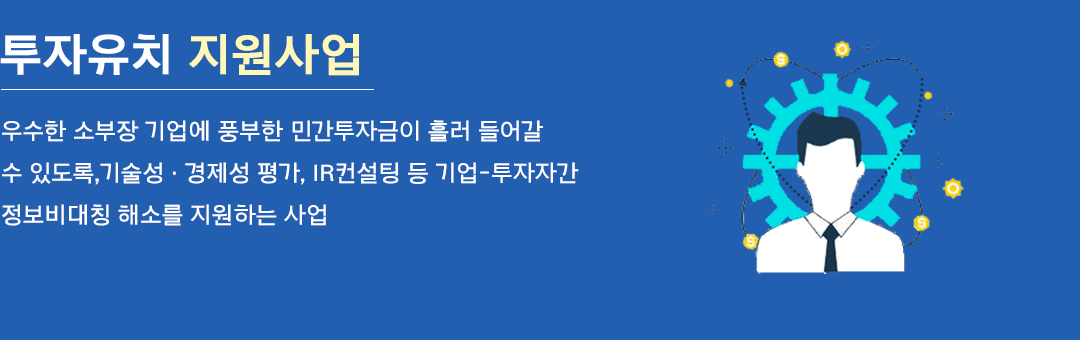 투자유치 지원사업
우수한 소부장 기업에 풍부한 민간투자금이 흘러 들어갈
수 있도록,기술성 · 경제성 평가, IR컨설팅 등 기업-투자자간
정보비대칭 해소를 지원하는 사업